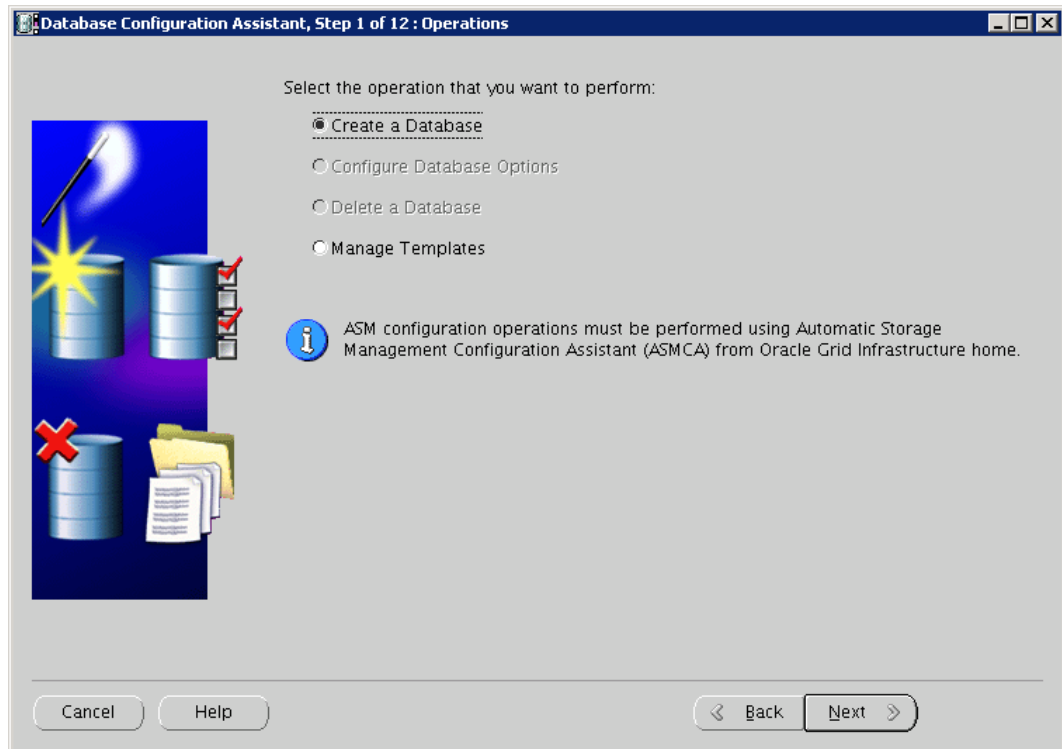 Database Configuration Assistant, Step 1 of 12 : Operations
Select the operation that you want to perform:
Create a Database
Configure Database Options
Delete a Database
Manage Templates
ASM configuration operations must be performed using Automatic Storage
Management Configuration Assistant (ASMCA) from Oracle Grid Infrastructure home.
Cancel
Help
Back
Next